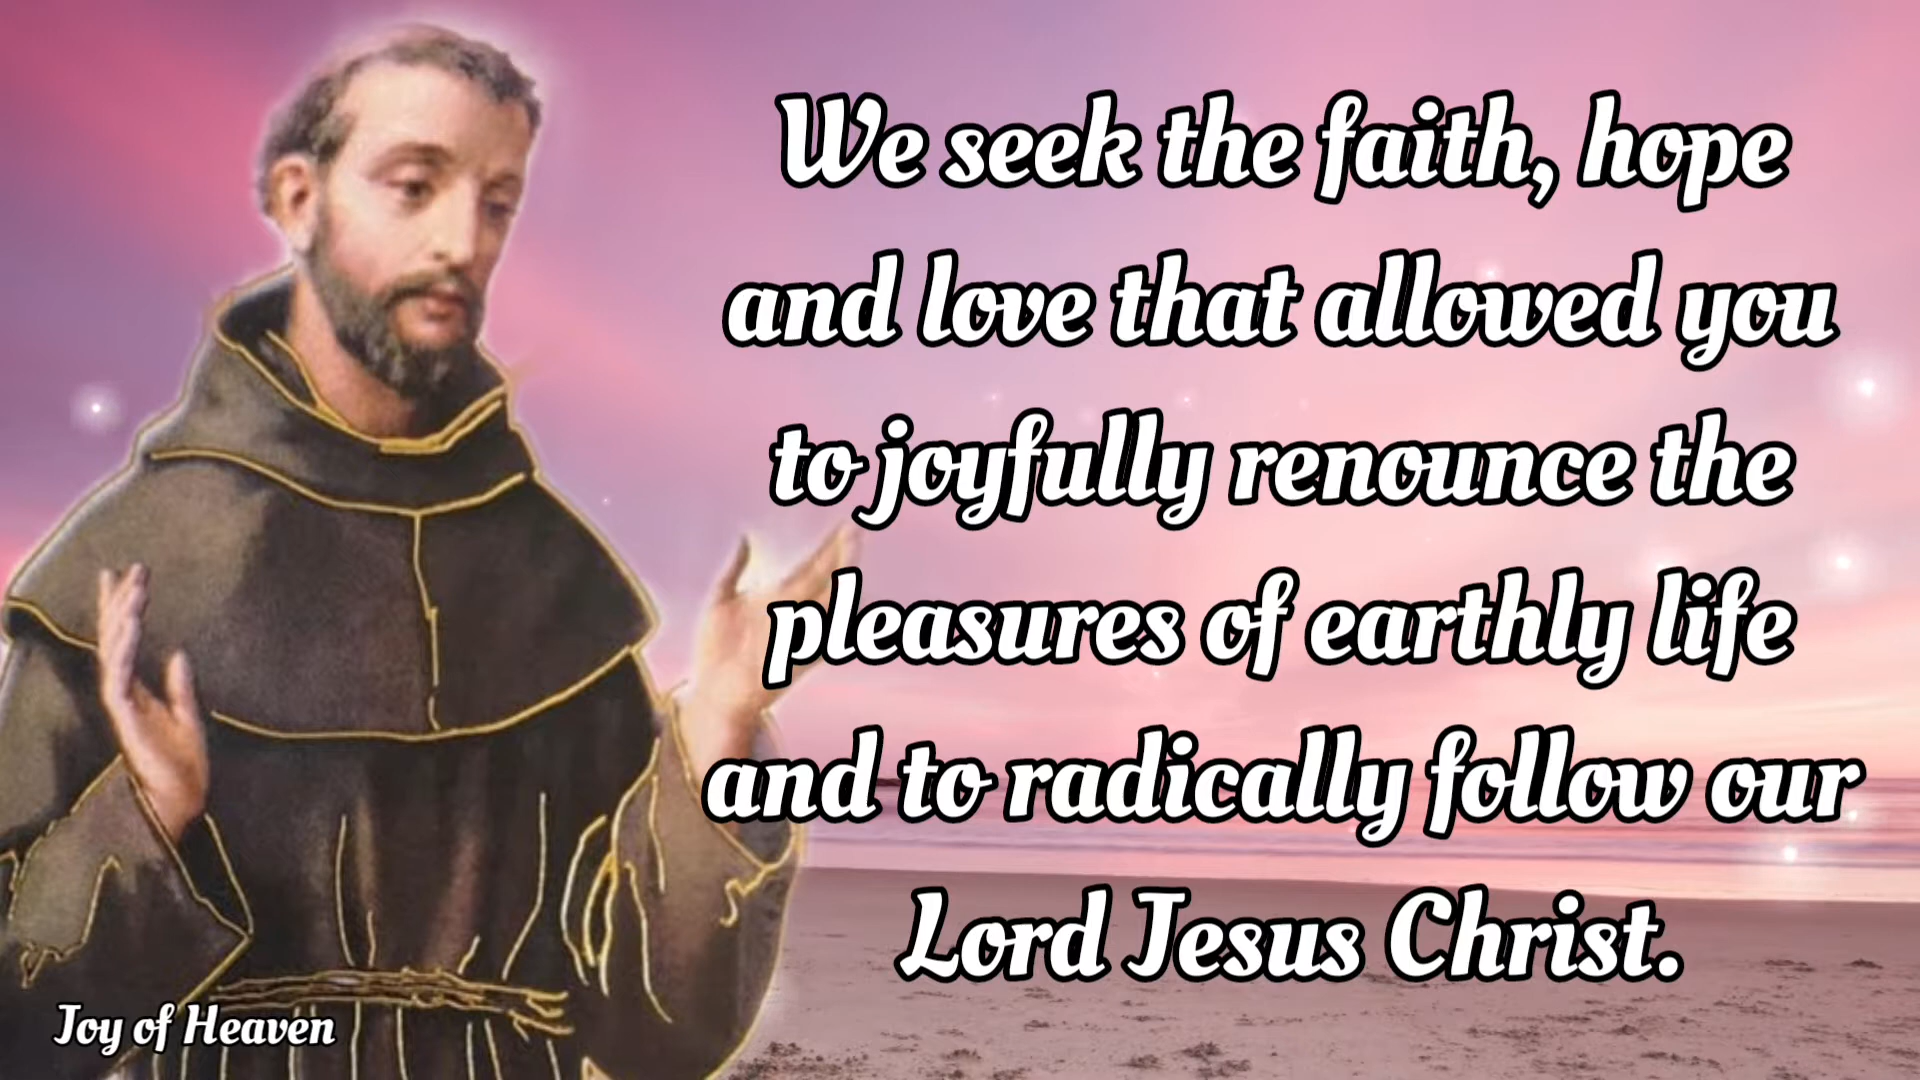 We seek the faith, hope
and love that allowed you
to joyfully renounce the
pleasures of earthly life
and to radically follow our
Lord Jesus Christ.
Joy of Heaven